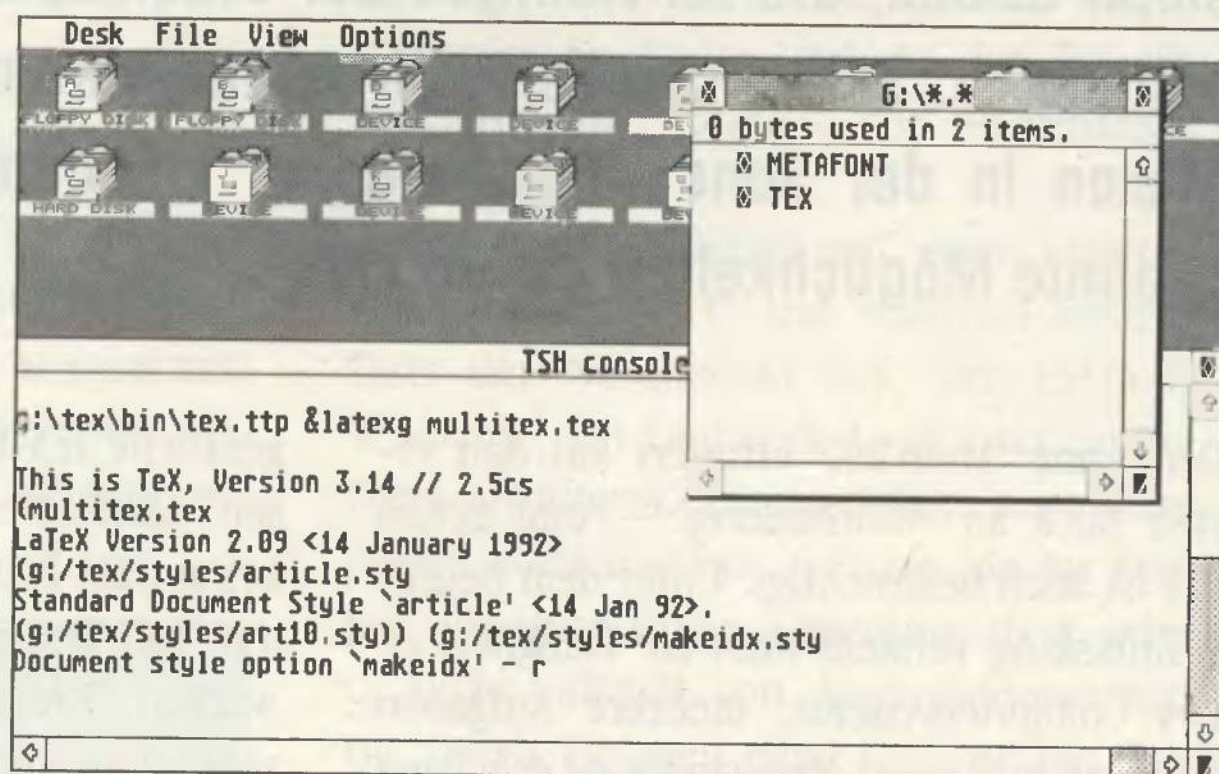 Desk File View Options
FLOPPY DISK FLOPPY DISK DEVICE DEVICE
HARD DISK DEVICE DEVICE DEVICE
G:\*.*
0 bytes used in 2 items.
METAFONT
TEX
TSH console
g:\tex\bin\tex.ttp &latexg multitex.tex
This is TeX, Version 3.14 // 2.5cs
(multitex.tex
LaTeX Version 2.09 <14 January 1992>
(g:/tex/styles/article.sty
Standard Document Style `article' <14 Jan 92>.
(g:/tex/styles/art10.sty)) (g:/tex/styles/makeidx.sty
Document style option `makeidx' - r